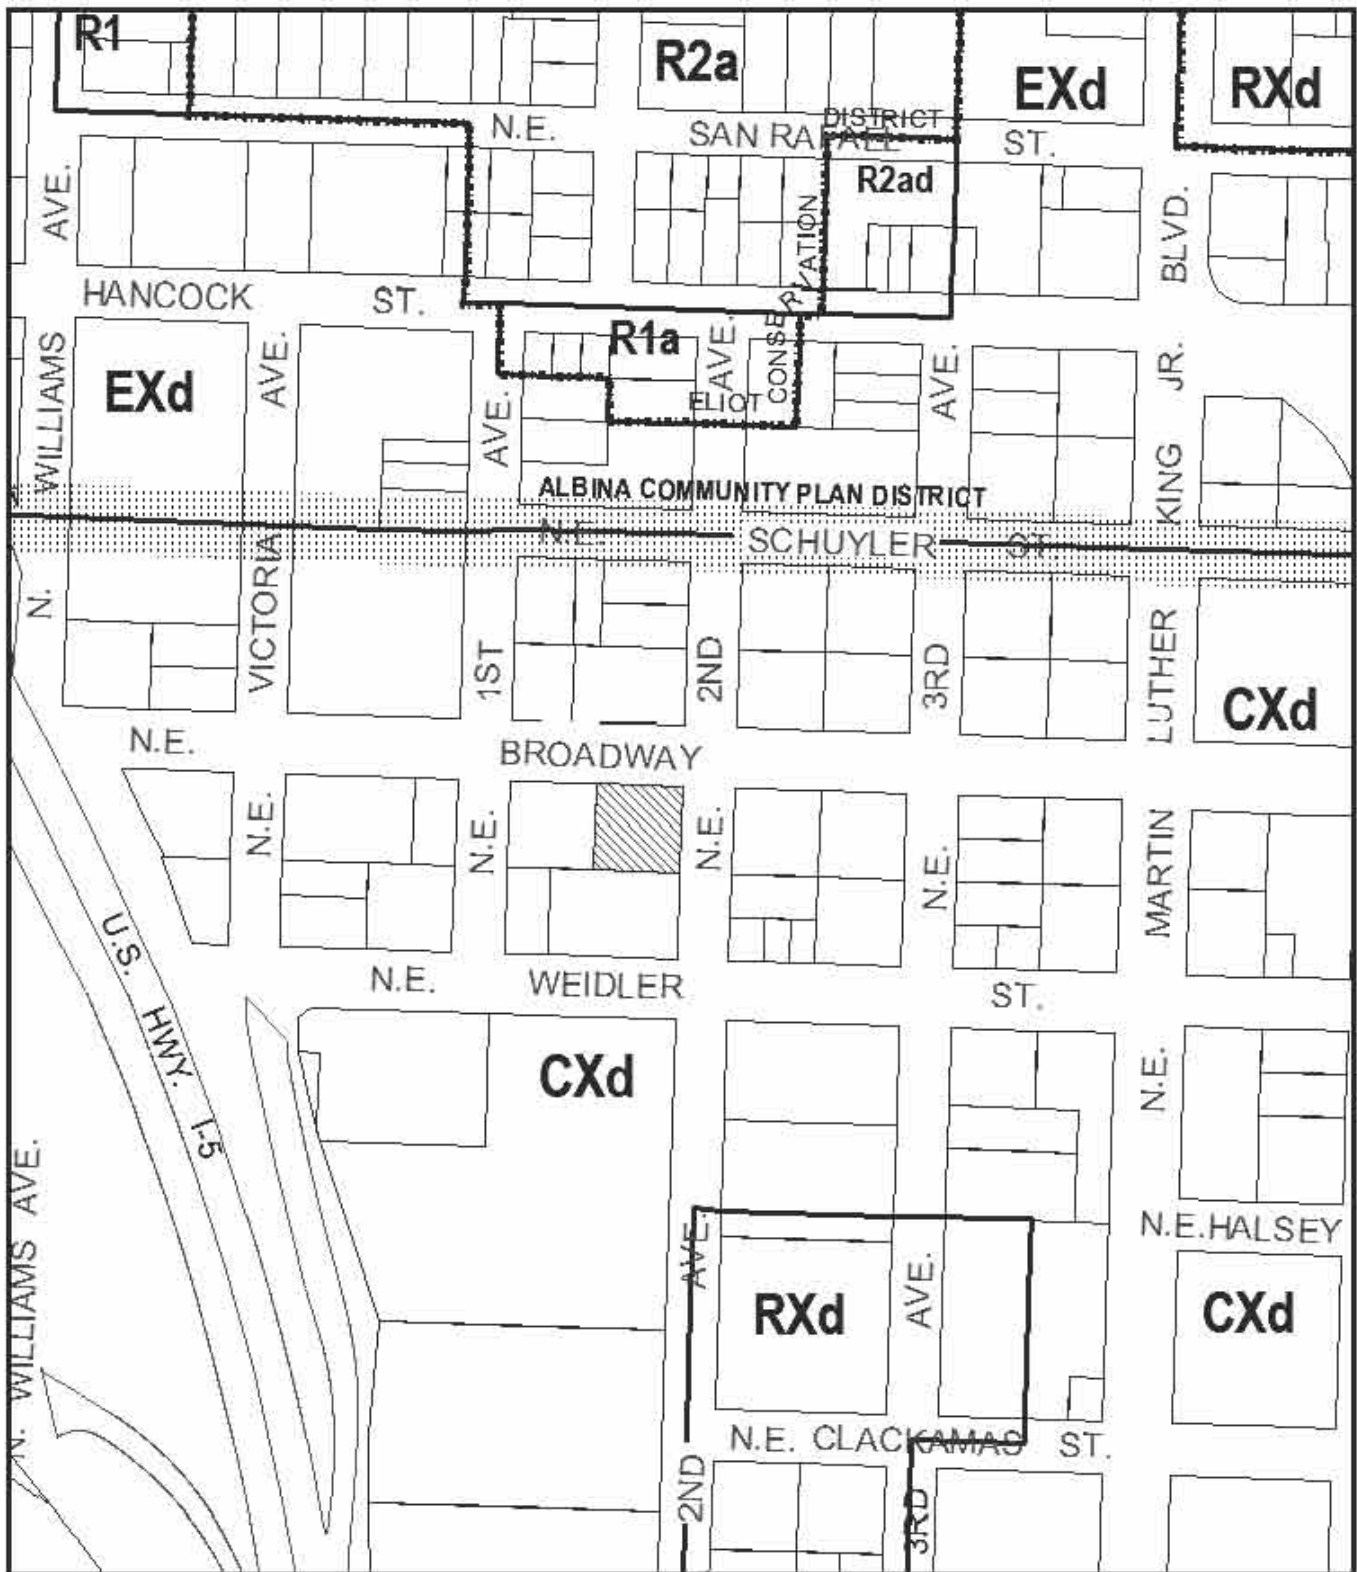 R1
R2a
EXd
RXd
DISTRICT
N.E.
SAN RAFAEL
ST.
R2ad
AVE.
CONSERVATION
BLVD.
HANCOCK
ST.
R1a
AVE.
WILLIAMS
AVE.
EXd
AVE.
AVE.
ELIOT
JR.
KING
ALBINA COMMUNITY PLAN DISTRICT
N.E.
SCHUYLER
ST.
N.
VICTORIA
1ST
2ND
3RD
LUTHER
CXd
N.E.
BROADWAY
N.E.
N.E.
N.E.
N.E.
MARTIN
U.S.
HWY.
I-5
N.E.
WEIDLER
ST.
CXd
N.E.
N. WILLIAMS AVE.
N.E. HALSEY
AVE.
AVE.
RXd
CXd
N.E. CLACKAMAS
ST.
2ND
3RD